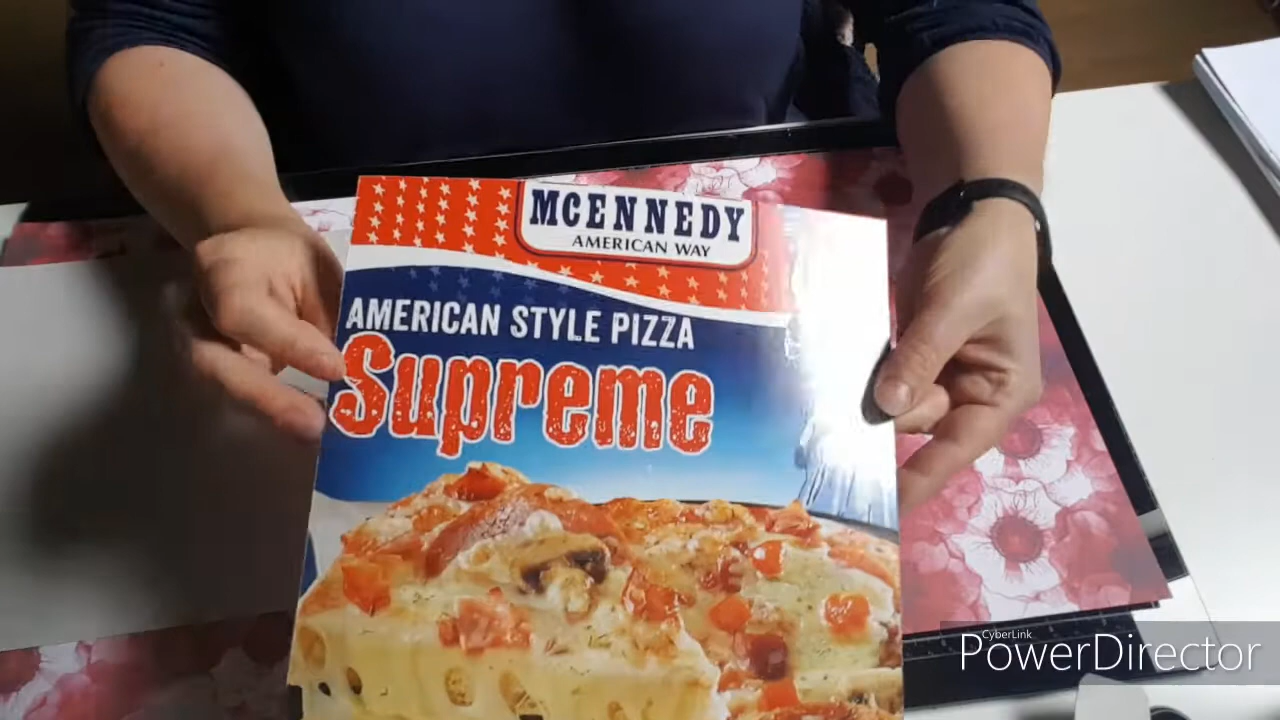 MCENNEDY
AMERICAN WAY
AMERICAN STYLE PIZZA
Supreme
CyberLink
PowerDirector